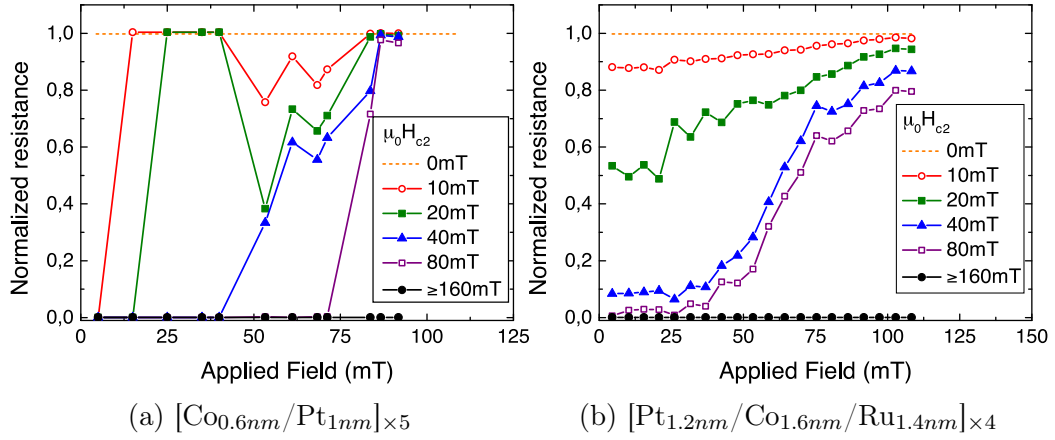 Normalized resistance
1,0
0,8
0,6
0,4
0,2
0,0
0
25
50
75
100
125
Applied Field (mT)
μ₀H_c2
0mT
10mT
20mT
40mT
80mT
≥160mT
(a) [Co₀.₆ₙₘ/Pt₁ₙₘ]×₅
Normalized resistance
1,0
0,8
0,6
0,4
0,2
0,0
0
25
50
75
100
125
150
Applied Field (mT)
μ₀H_c2
0mT
10mT
20mT
40mT
80mT
≥160mT
(b) [Pt₁.₂ₙₘ/Co₁.₆ₙₘ/Ru₁.₄ₙₘ]×₄